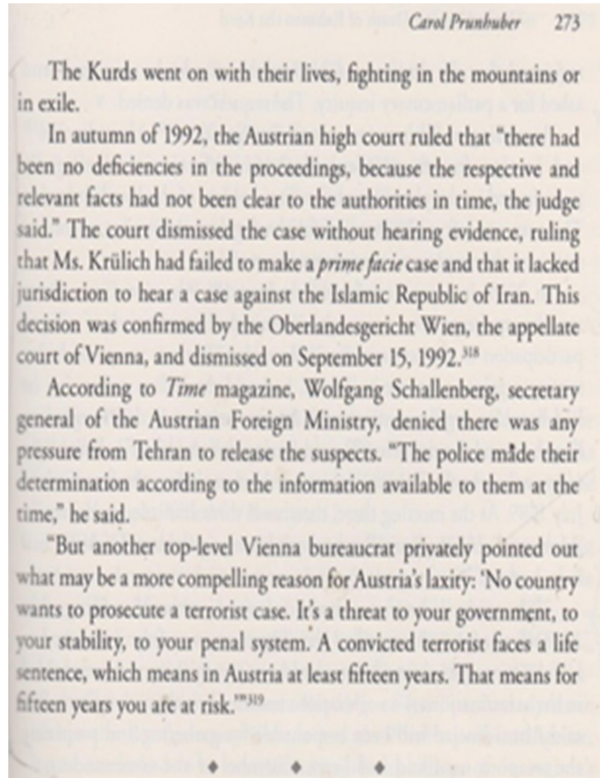 Carol Prunhuber 273
The Kurds went on with their lives, fighting in the mountains or
in exile.
In autumn of 1992, the Austrian high court ruled that “there had
been no deficiencies in the proceedings, because the respective and
relevant facts had not been clear to the authorities in time, the judge
said.” The court dismissed the case without hearing evidence, ruling
that Ms. Krülich had failed to make a prime facie case and that it lacked
jurisdiction to hear a case against the Islamic Republic of Iran. This
decision was confirmed by the Oberlandesgericht Wien, the appellate
court of Vienna, and dismissed on September 15, 1992.318
According to Time magazine, Wolfgang Schallenberg, secretary
general of the Austrian Foreign Ministry, denied there was any
pressure from Tehran to release the suspects. “The police made their
determination according to the information available to them at the
time,” he said.
“But another top-level Vienna bureaucrat privately pointed out
what may be a more compelling reason for Austria’s laxity: ‘No country
wants to prosecute a terrorist case. It’s a threat to your government, to
your stability, to your penal system. A convicted terrorist faces a life
sentence, which means in Austria at least fifteen years. That means for
fifteen years you are at risk.’”319